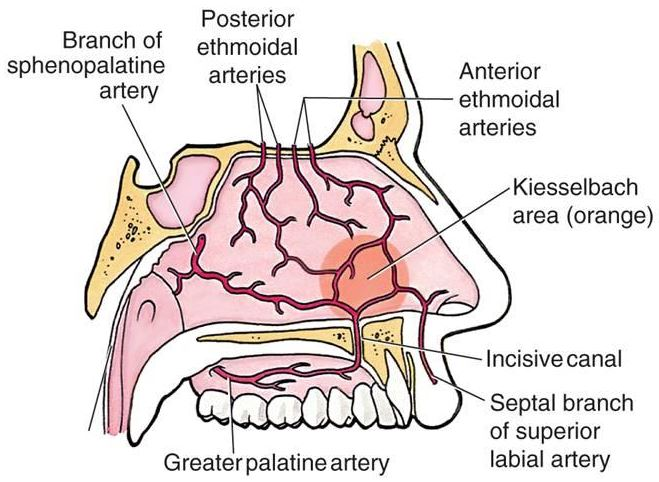 Branch of
sphenopalatine
artery
Posterior
ethmoidal
arteries
Anterior
ethmoidal
arteries
Kiesselbach
area (orange)
Incisive canal
Septal branch
of superior
labial artery
Greater palatine artery